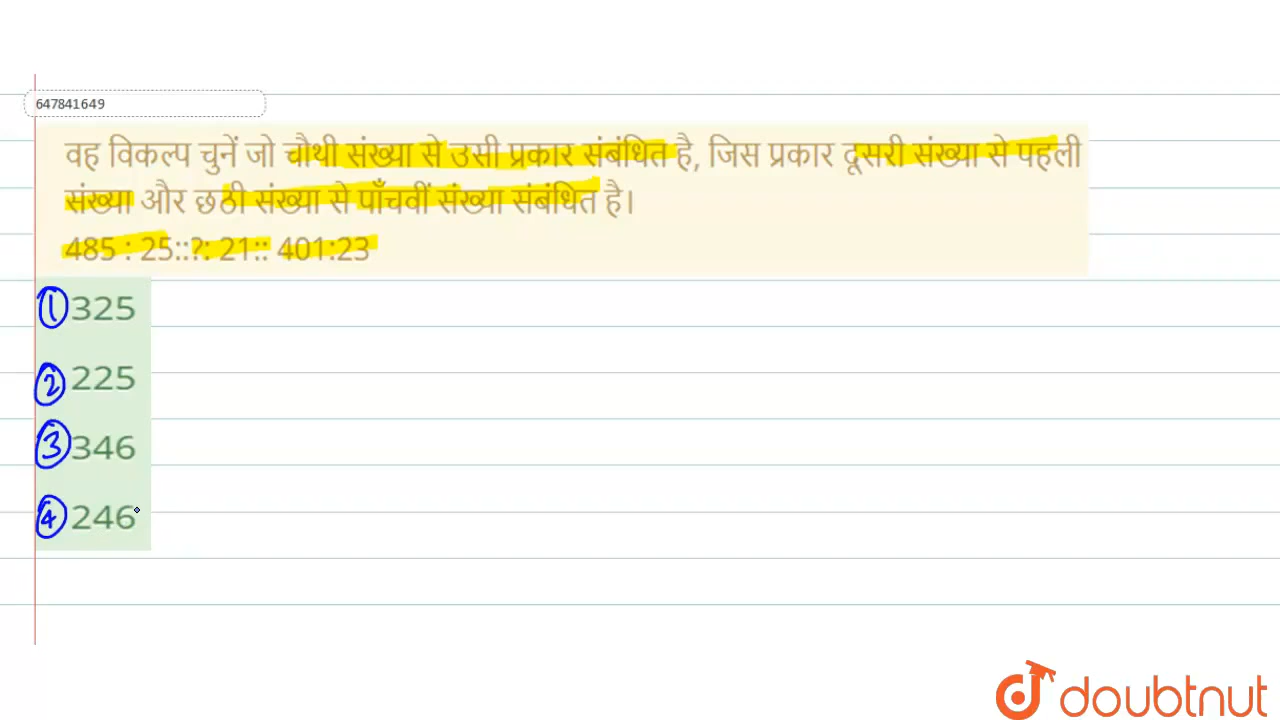 647841649
वह विकल्प चुनें जो चौथी संख्या से उसी प्रकार संबंधित है, जिस प्रकार दूसरी संख्या से पहली
संख्या और छठी संख्या से पाँचवीं संख्या संबंधित है।
485 : 25::?: 21:: 401:23
1 325
2 225
3 346
4 246
doubtnut